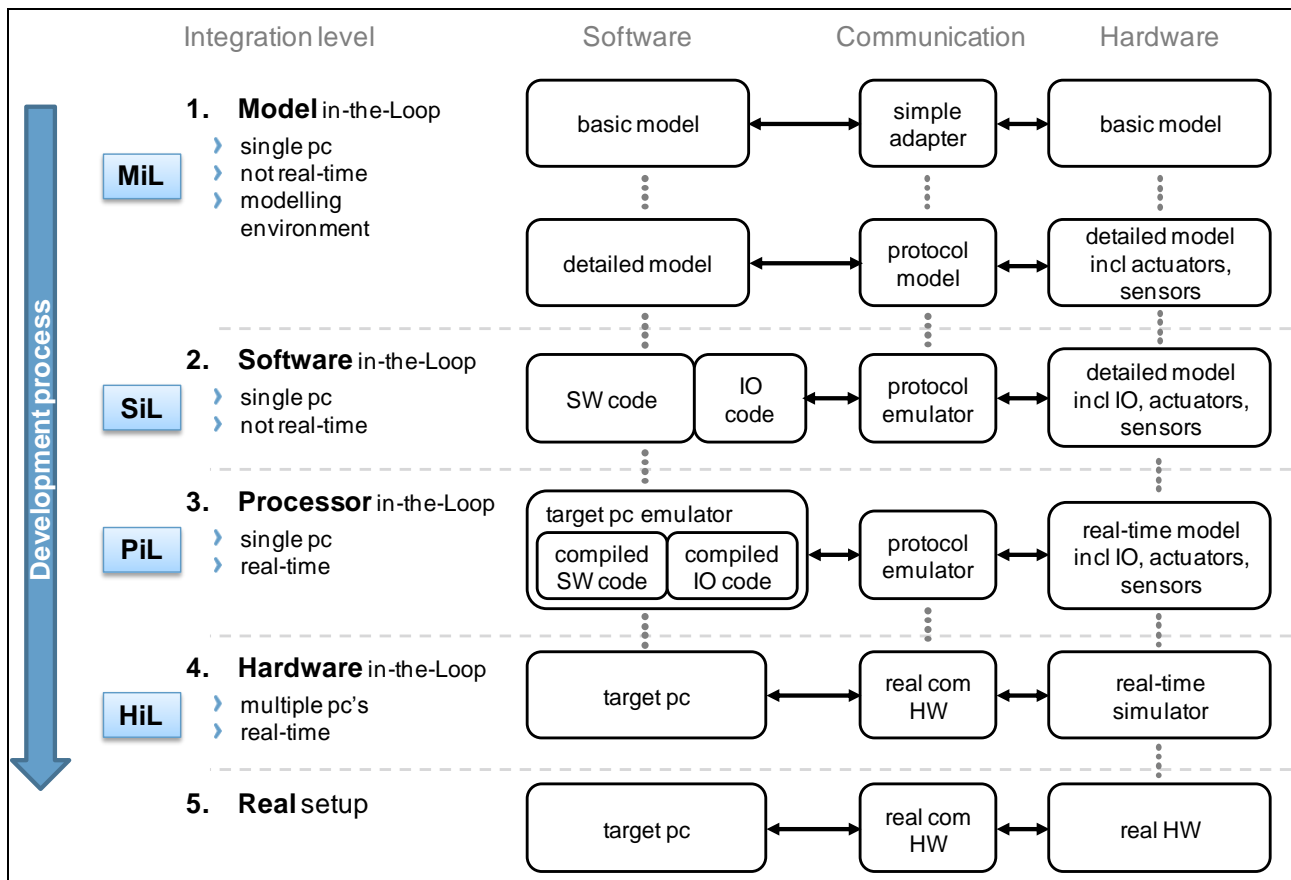 Integration level
Software
Communication
Hardware
Development process
1. Model in-the-Loop
MiL
single pc
not real-time
modelling
environment
basic model
simple
adapter
basic model
detailed model
protocol
model
detailed model
incl actuators,
sensors
2. Software in-the-Loop
SiL
single pc
not real-time
SW code
IO
code
protocol
emulator
detailed model
incl IO, actuators,
sensors
3. Processor in-the-Loop
PiL
single pc
real-time
target pc emulator
compiled
SW code
compiled
IO code
protocol
emulator
real-time model
incl IO, actuators,
sensors
4. Hardware in-the-Loop
HiL
multiple pc's
real-time
target pc
real com
HW
real-time
simulator
5. Real setup
target pc
real com
HW
real HW